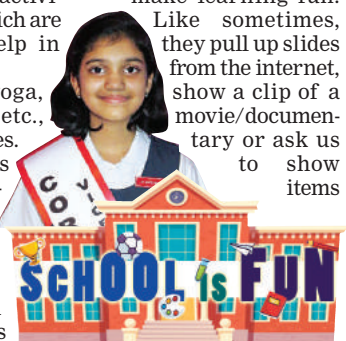 make learning fun.
Like sometimes,
they pull up slides
from the internet,
show a clip of a
movie/documen-
tary or ask us
to show
items
ich are
elp in
oga,
etc.,
es.
s
s
SCHOOL IS FUN